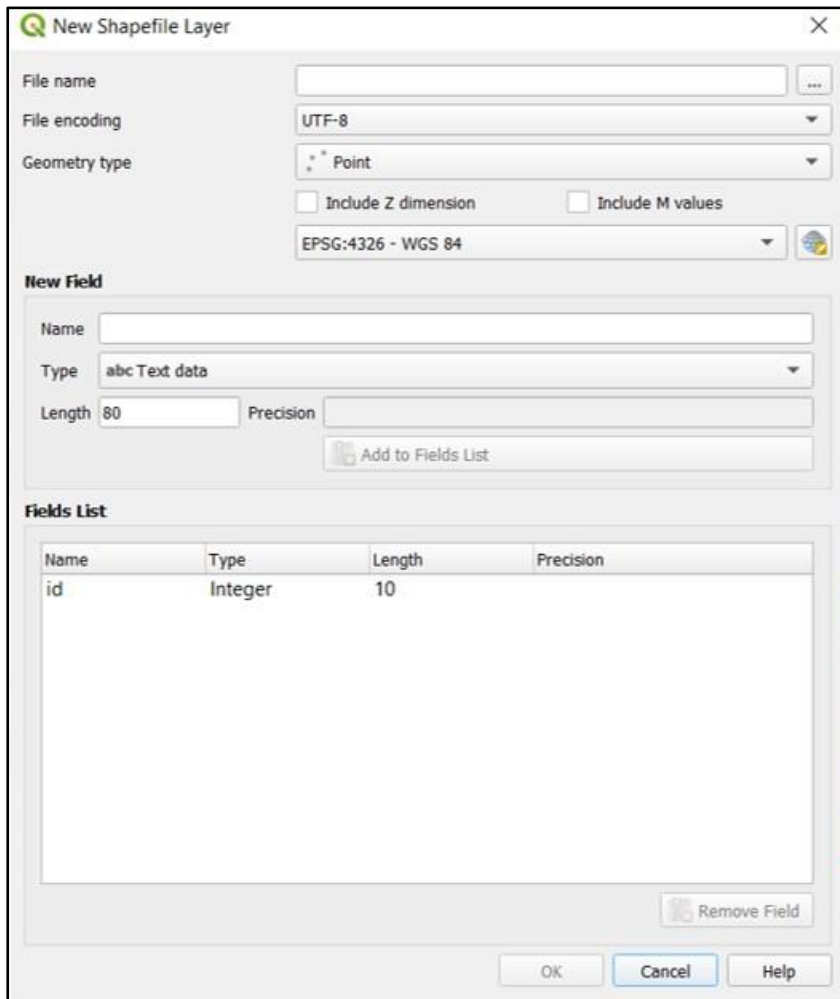 New Shapefile Layer
File name ...
File encoding UTF-8
Geometry type Point
Include Z dimension Include M values
EPSG:4326 - WGS 84
New Field
Name
Type abc Text data
Length 80 Precision
Add to Fields List
Fields List
Name Type Length Precision
id Integer 10
Remove Field
OK Cancel Help